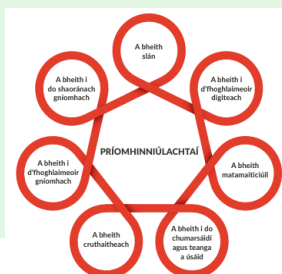 A bheith
slán
A bheith i
d'fhoghlaimeoir
digiteach
A bheith
matamaiticiúil
A bheith i do
chumarsáidí
agus teanga
a úsáid
A bheith
cruthaitheach
A bheith i
d'fhoghlaimeoir
gníomhach
A bheith i
do shaoránach
gníomhach
PRÍOMHINNIÚLACHTAÍ